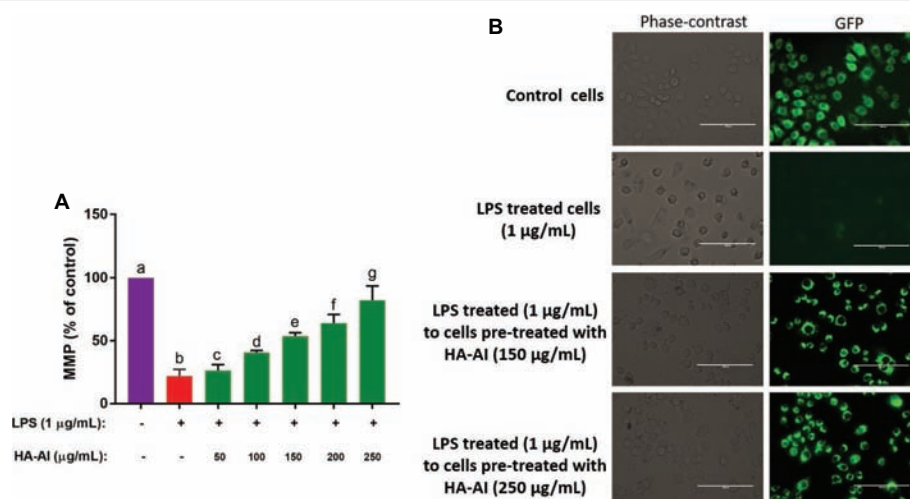 A
150
100
50
0
MMP (% of control)
a
b
c
d
e
f
g
LPS (1 µg/mL): - + + + + + +
HA-AI (µg/mL): - - 50 100 150 200 250
B
Phase-contrast GFP
Control cells
LPS treated cells
(1 µg/mL)
LPS treated (1 µg/mL)
to cells pre-treated with
HA-AI (150 µg/mL)
LPS treated (1 µg/mL)
to cells pre-treated with
HA-AI (250 µg/mL)